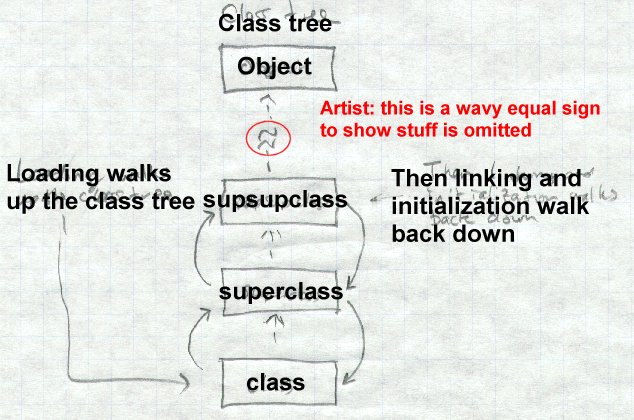 Class tree
Object
Artist: this is a wavy equal sign
to show stuff is omitted
Loading walks
up the class tree
supsupclass
Then linking and
initialization walk
back down
superclass
class